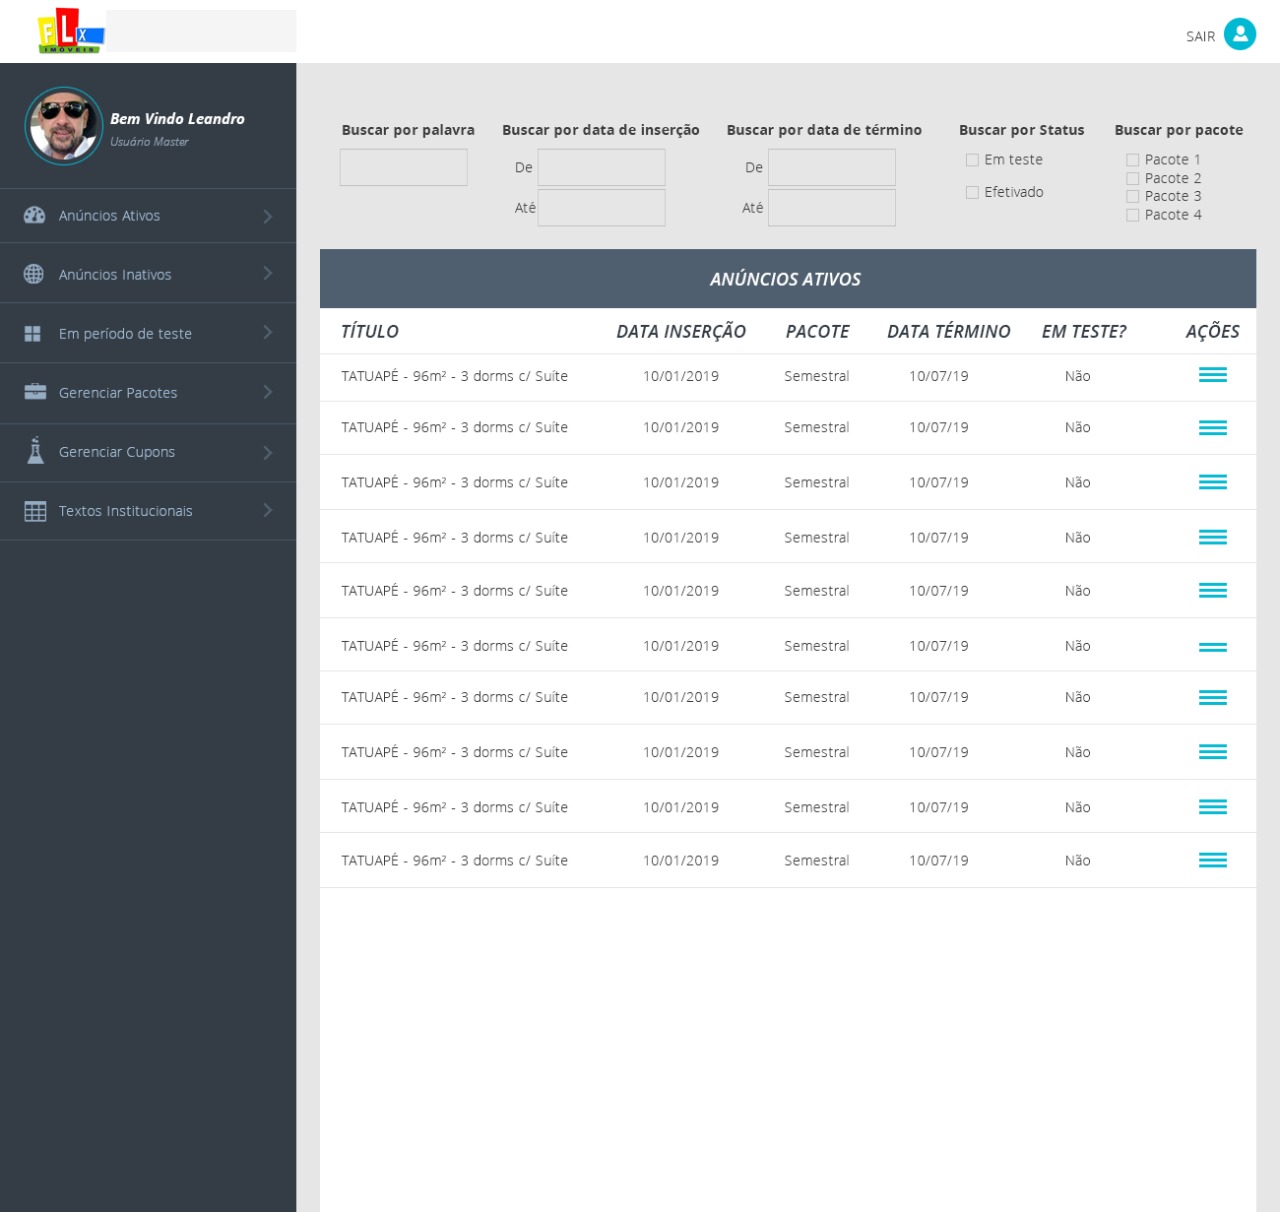 FLX
IMÓVEIS
SAIR
Bem Vindo Leandro
Usuário Master
Anúncios Ativos
Anúncios Inativos
Em período de teste
Gerenciar Pacotes
Gerenciar Cupons
Textos Institucionais
Buscar por palavra
Buscar por data de inserção
De
Até
Buscar por data de término
De
Até
Buscar por Status
Em teste
Efetivado
Buscar por pacote
Pacote 1
Pacote 2
Pacote 3
Pacote 4
ANÚNCIOS ATIVOS
TÍTULO DATA INSERÇÃO PACOTE DATA TÉRMINO EM TESTE? AÇÕES
TATUAPÉ - 96m² - 3 dorms c/ Suíte 10/01/2019 Semestral 10/07/19 Não
TATUAPÉ - 96m² - 3 dorms c/ Suíte 10/01/2019 Semestral 10/07/19 Não
TATUAPÉ - 96m² - 3 dorms c/ Suíte 10/01/2019 Semestral 10/07/19 Não
TATUAPÉ - 96m² - 3 dorms c/ Suíte 10/01/2019 Semestral 10/07/19 Não
TATUAPÉ - 96m² - 3 dorms c/ Suíte 10/01/2019 Semestral 10/07/19 Não
TATUAPÉ - 96m² - 3 dorms c/ Suíte 10/01/2019 Semestral 10/07/19 Não
TATUAPÉ - 96m² - 3 dorms c/ Suíte 10/01/2019 Semestral 10/07/19 Não
TATUAPÉ - 96m² - 3 dorms c/ Suíte 10/01/2019 Semestral 10/07/19 Não
TATUAPÉ - 96m² - 3 dorms c/ Suíte 10/01/2019 Semestral 10/07/19 Não
TATUAPÉ - 96m² - 3 dorms c/ Suíte 10/01/2019 Semestral 10/07/19 Não